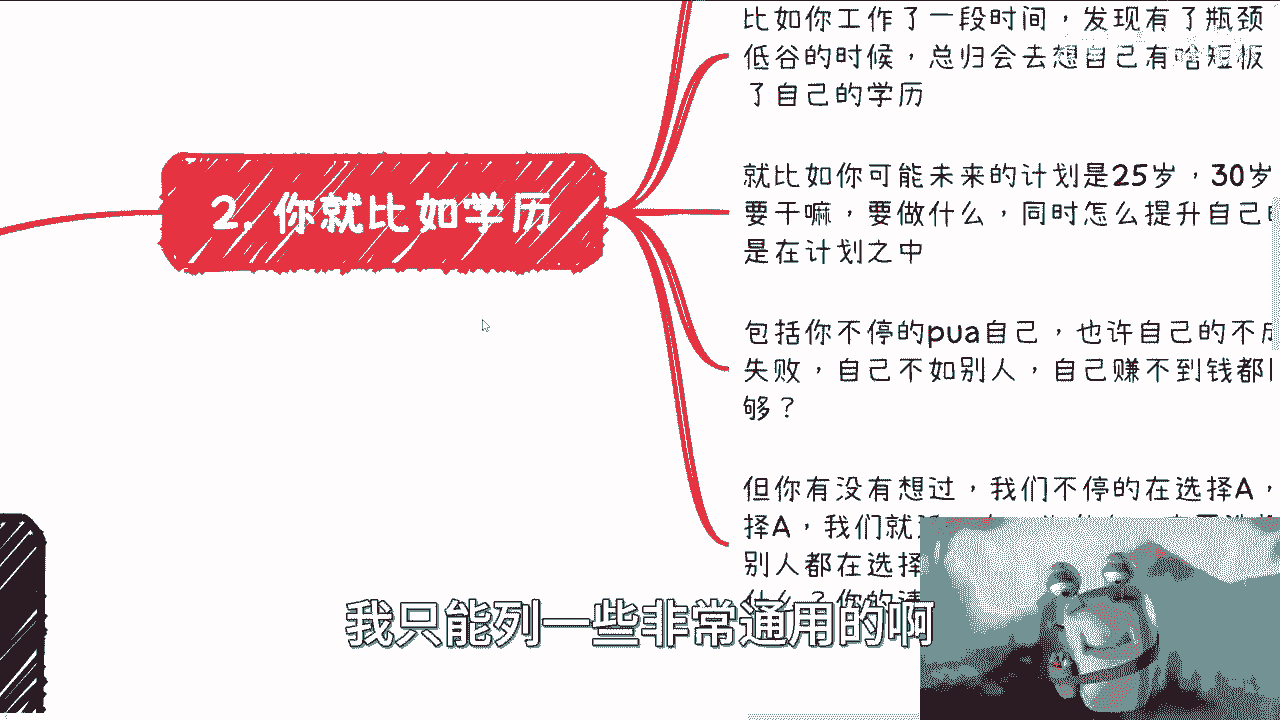 比如你工作了一段时间，发现有了瓶颈
低谷的时候，总归会去想自己有啥短板
了自己的学历
2. 你就比如学历
就比如你可能未来的计划是25岁，30岁
要干嘛，要做什么，同时怎么提升自己
是在计划之中
包括你不停的pua自己，也许自己的不成
失败，自己不如别人，自己赚不到钱都
够？
但你有没有想过，我们不停的在选择A，
择A，我们就
别人都在选择
什么？你的
我只能列一些非常通用的啊